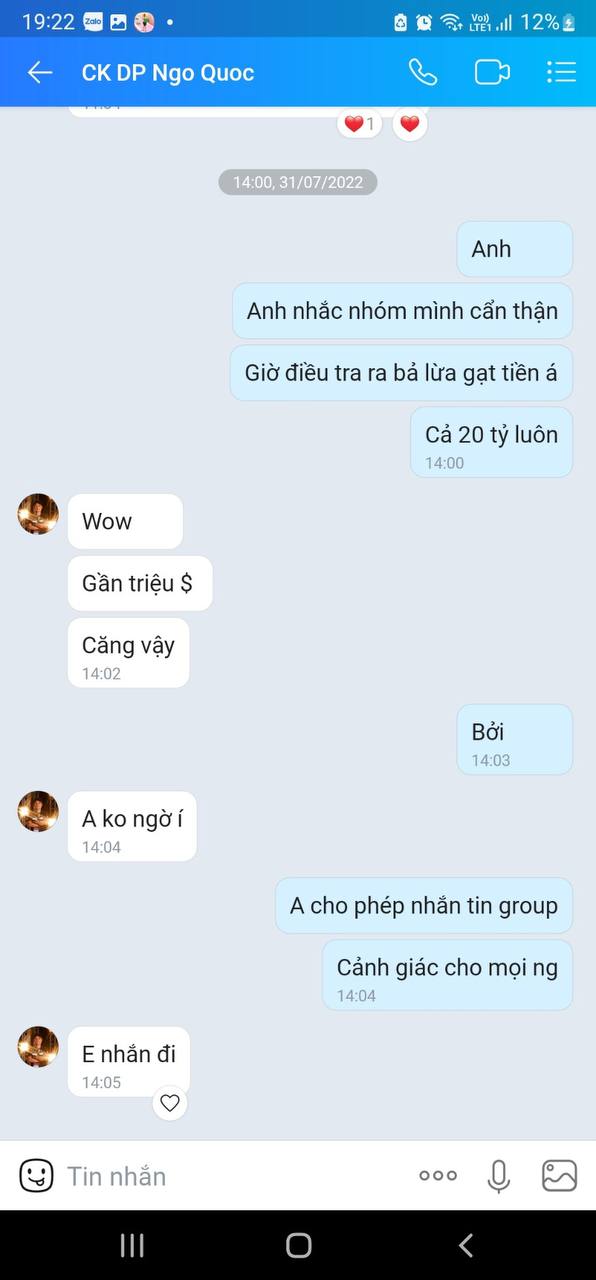 19:22 Zalo Vo) LTE1 12%
CK DP Ngo Quoc
1
14:00, 31/07/2022
Anh
Anh nhắc nhóm mình cẩn thận
Giờ điều tra ra bả lừa gạt tiền á
Cả 20 tỷ luôn
14:00
Wow
Gần triệu $
Căng vậy
14:02
Bởi
14:03
A ko ngờ í
14:04
A cho phép nhắn tin group
Cảnh giác cho mọi ng
14:04
E nhắn đi
14:05
Tin nhắn